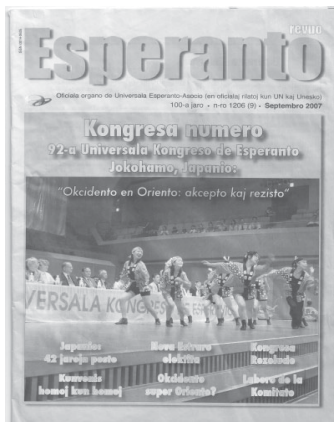 revuo
Esperanto
Oficiala organo de Universala Esperanto-Asocio (en oficialaj rilatoj kun UN kaj Unesko)
100-a jaro • n-ro 1206 (9) • Septembro 2007
Kongresa numero
92-a Universala Kongreso de Esperanto
Jokohamo, Japanio:
"Okcidento en Oriento: akcepto kaj rezisto"
VERSALA KONGRES
Japanio:
42 jarojn poste
Nova Estraro
elektita
Kongresa
Rezolucio
Kunvenis
homoj kun homoj
Okcidento
super Oriento?
Laboro de la
Komitato